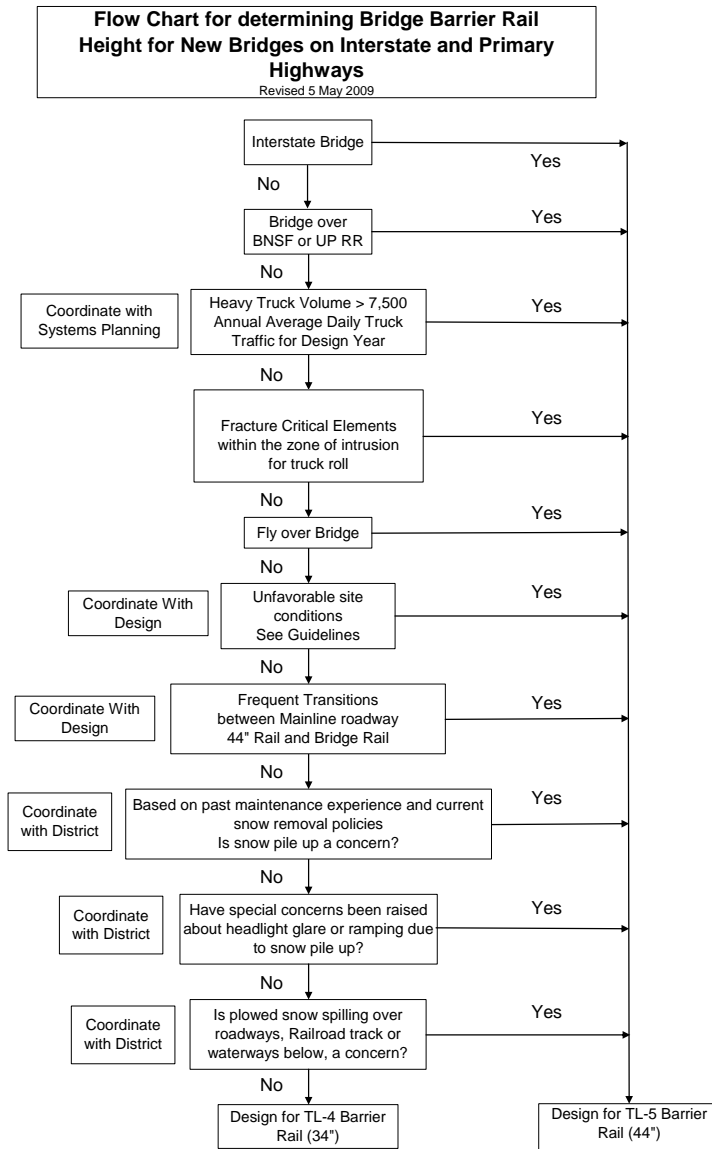 Flow Chart for determining Bridge Barrier Rail
Height for New Bridges on Interstate and Primary
Highways
Revised 5 May 2009
Interstate Bridge
Yes
No
Bridge over
BNSF or UP RR
Yes
No
Coordinate with
Systems Planning
Heavy Truck Volume > 7,500
Annual Average Daily Truck
Traffic for Design Year
Yes
No
Fracture Critical Elements
within the zone of intrusion
for truck roll
Yes
No
Fly over Bridge
Yes
No
Coordinate With
Design
Unfavorable site
conditions
See Guidelines
Yes
No
Coordinate With
Design
Frequent Transitions
between Mainline roadway
44" Rail and Bridge Rail
Yes
No
Coordinate
with District
Based on past maintenance experience and current
snow removal policies
Is snow pile up a concern?
Yes
No
Coordinate
with District
Have special concerns been raised
about headlight glare or ramping due
to snow pile up?
Yes
No
Coordinate
with District
Is plowed snow spilling over
roadways, Railroad track or
waterways below, a concern?
Yes
No
Design for TL-4 Barrier
Rail (34")
Design for TL-5 Barrier
Rail (44")